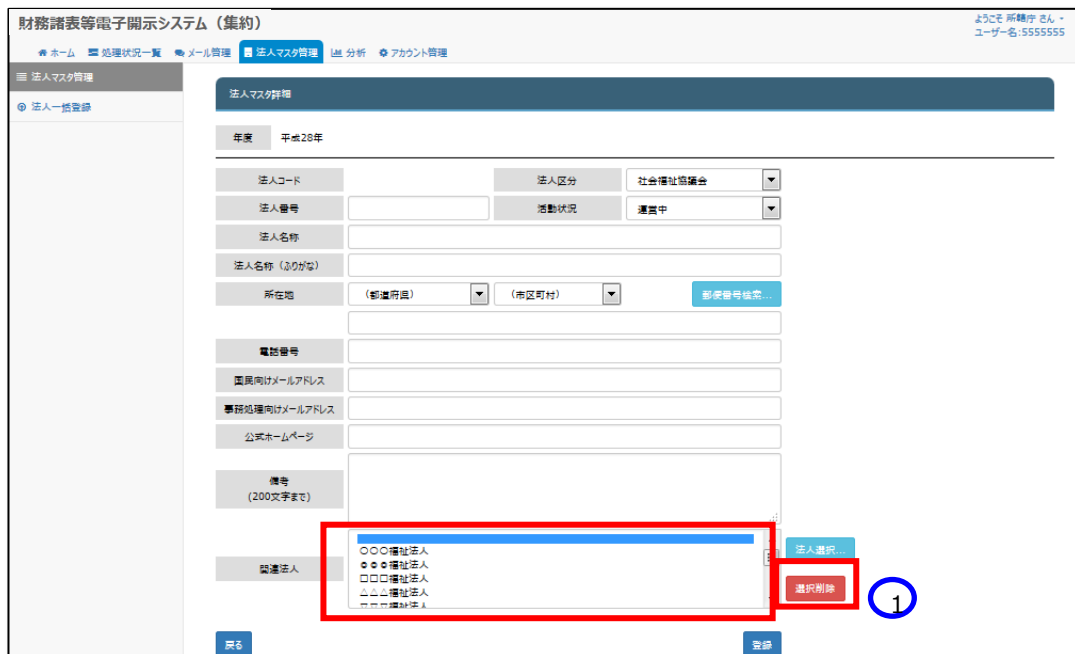 財務諸表等電子開示システム（集約）
ようこそ 所轄庁 さん
ユーザー名:5555555
ホーム 処理状況一覧 メール管理 法人マスタ管理 分析 アカウント管理
法人マスタ管理
法人一括登録
法人マスタ詳細
年度 平成28年
法人コード 法人区分 社会福祉協議会
法人番号 活動状況 運営中
法人名称
法人名称（ふりがな）
所在地 (都道府県) (市区町村) 郵便番号検索...
電話番号
国民向けメールアドレス
事務処理向けメールアドレス
公式ホームページ
備考
(200文字まで)
関連法人
○○○福祉法人
◎◎◎福祉法人
□□□福祉法人
△△△福祉法人
▽▽▽福祉法人
法人選択...
選択削除
1
戻る 登録